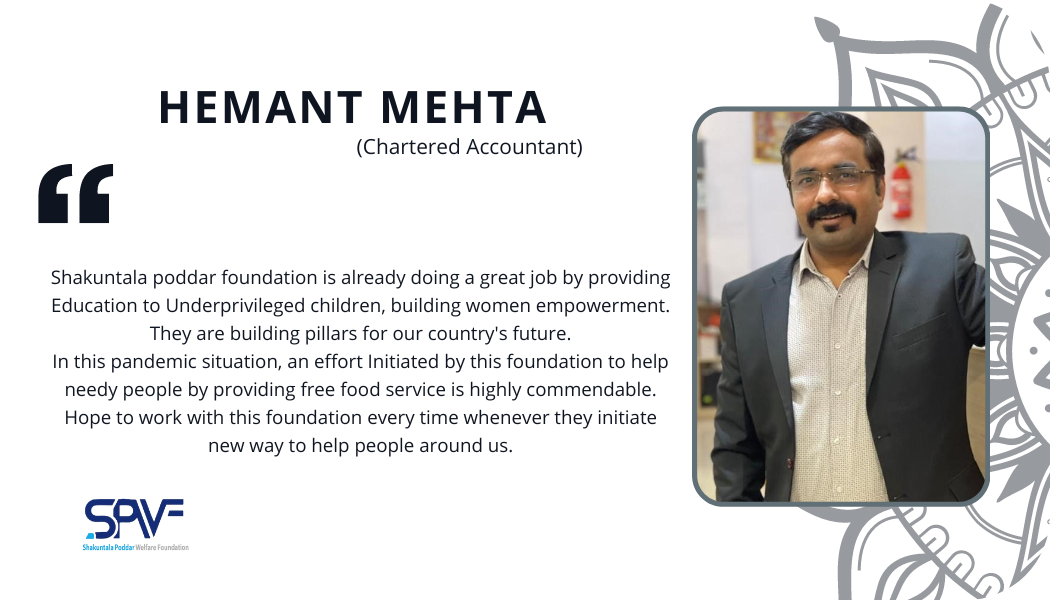 HEMANT MEHTA
(Chartered Accountant)
“
Shakuntala poddar foundation is already doing a great job by providing
Education to Underprivileged children, building women empowerment.
They are building pillars for our country's future.
In this pandemic situation, an effort Initiated by this foundation to help
needy people by providing free food service is highly commendable.
Hope to work with this foundation every time whenever they initiate
new way to help people around us.
SPWF
Shakuntala Poddar Welfare Foundation